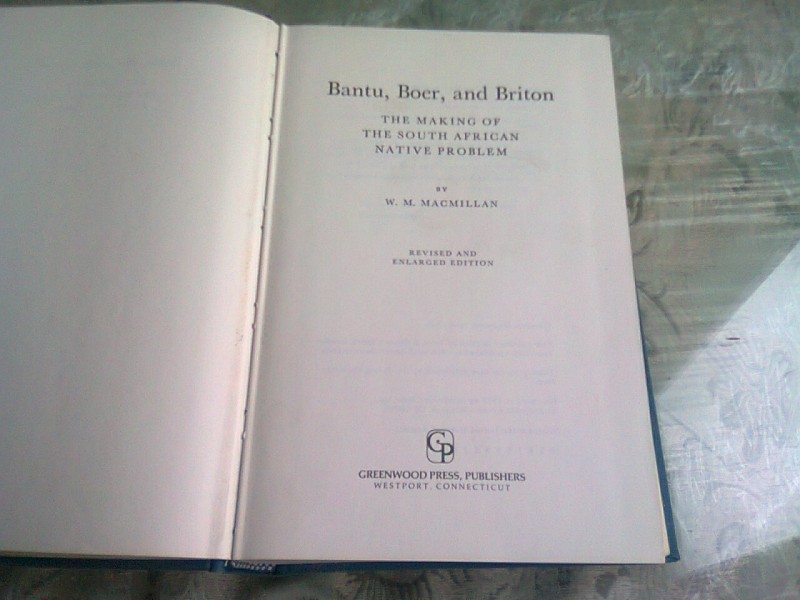 Bantu, Boer, and Briton
THE MAKING OF
THE SOUTH AFRICAN
NATIVE PROBLEM
BY
W. M. MACMILLAN
REVISED AND
ENLARGED EDITION
GP
GREENWOOD PRESS, PUBLISHERS
WESTPORT, CONNECTICUT